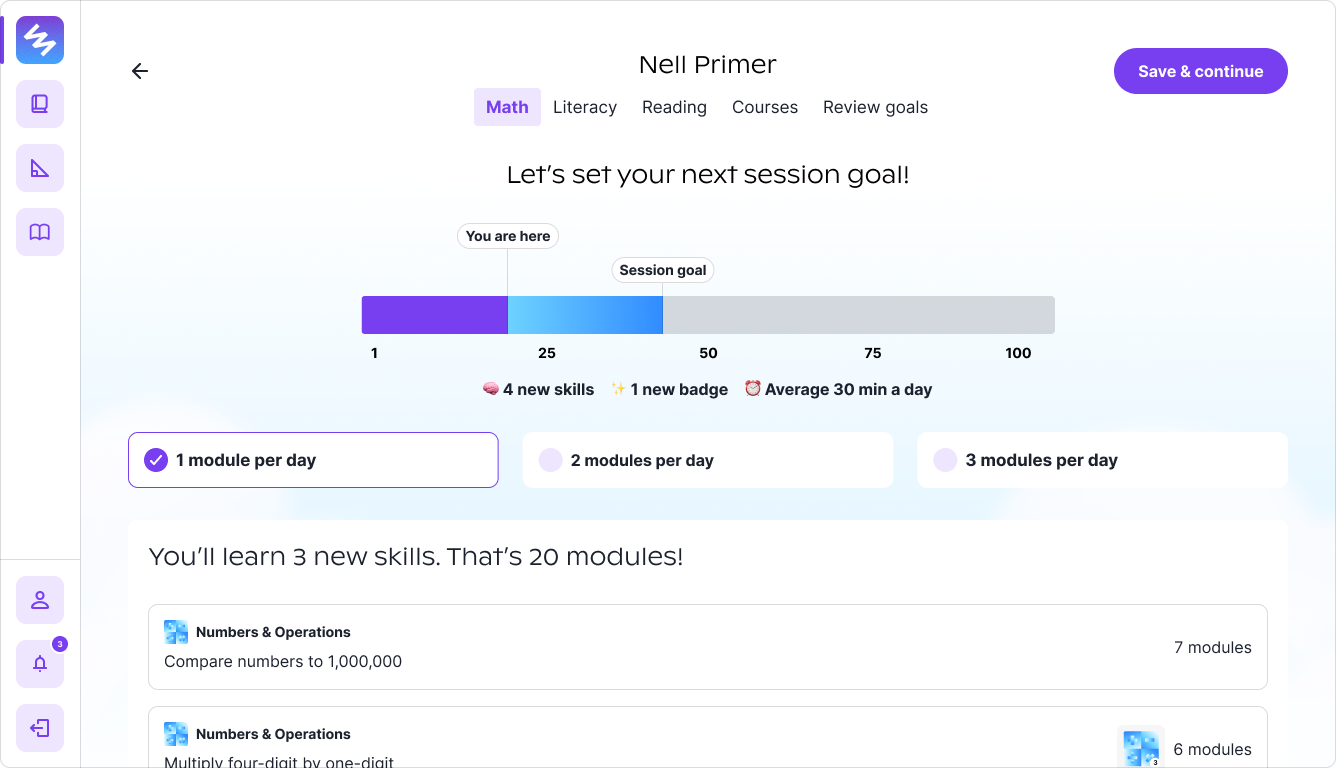 Nell Primer
Save & continue
Math Literacy Reading Courses Review goals
Let's set your next session goal!
You are here
Session goal
1 25 50 75 100
4 new skills 1 new badge Average 30 min a day
1 module per day
2 modules per day
3 modules per day
You'll learn 3 new skills. That's 20 modules!
Numbers & Operations
Compare numbers to 1,000,000
7 modules
3
Numbers & Operations
Multiply four-digit by one-digit
3
6 modules